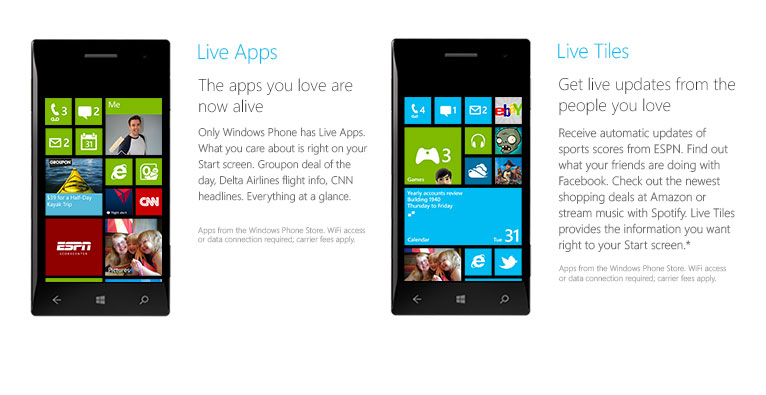 Live Apps
The apps you love are
now alive
Only Windows Phone has Live Apps.
What you care about is right on your
Start screen. Groupon deal of the
day, Delta Airlines flight info, CNN
headlines. Everything at a glance.
Apps from the Windows Phone Store. WiFi access
or data connection required; carrier fees apply.
3
2
Me
2
31
GROUPON
$39 for a Half-Day
Kayak Trip
Flight alert
CNN
ESPN
SCORECENTER
Pictures
Live Tiles
Get live updates from the
people you love
Receive automatic updates of
sports scores from ESPN. Find out
what your friends are doing with
Facebook. Check out the newest
shopping deals at Amazon or
stream music with Spotify. Live Tiles
provides the information you want
right to your Start screen.*
Apps from the Windows Phone Store. WiFi access
or data connection required; carrier fees apply.
4
1
2
ebay
3
Games
Yearly accounts review
Building 1940
Thursday to Friday
Calendar
Tue 31